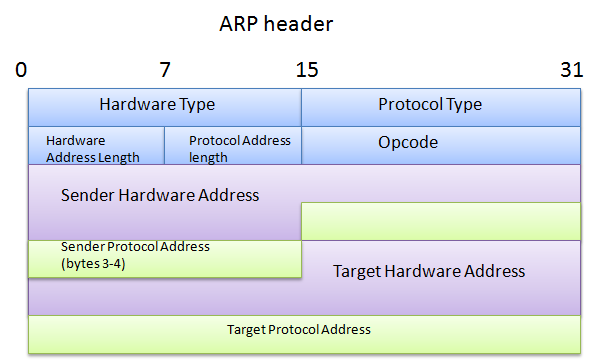 ARP header
0 7 15 31
Hardware Type Protocol Type
Hardware
Address Length
Protocol Address
length
Opcode
Sender Hardware Address
Sender Protocol Address
(bytes 3-4)
Target Hardware Address
Target Protocol Address